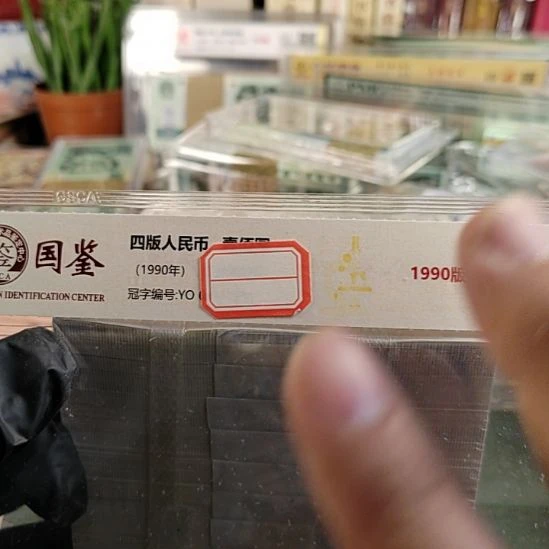 GSCA
国鉴
N IDENTIFICATION CENTER
四版人民币
(1990年)
冠字编号:YO
1990版